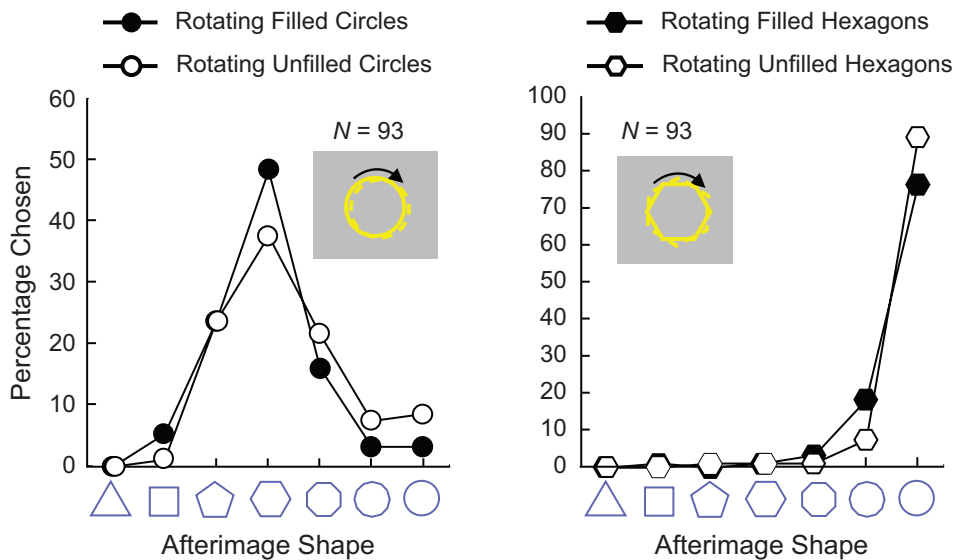 Rotating Filled Circles
Rotating Unfilled Circles
60
50
40
30
20
10
0
Percentage Chosen
N = 93
Afterimage Shape
Rotating Filled Hexagons
Rotating Unfilled Hexagons
100
90
80
70
60
50
40
30
20
10
0
N = 93
Afterimage Shape